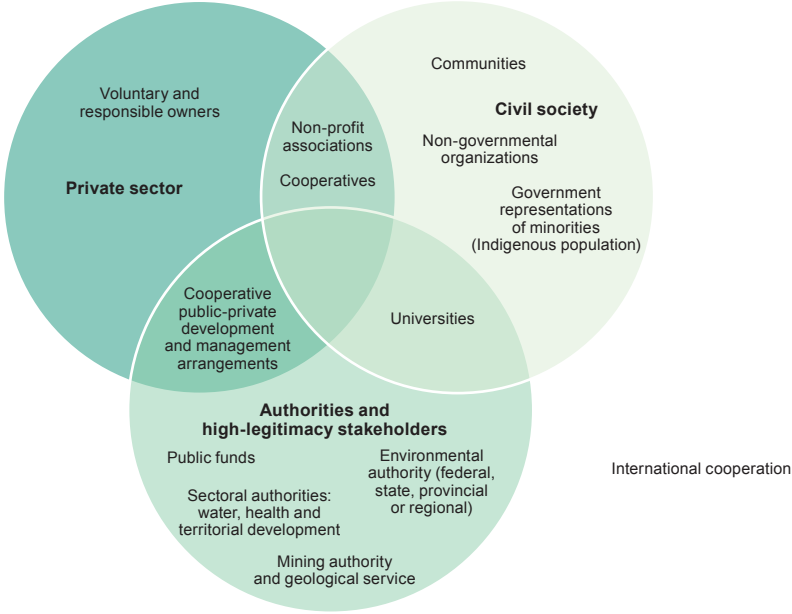 Communities
Voluntary and
responsible owners
Civil society
Non-profit
associations
Non-governmental
organizations
Cooperatives
Private sector
Government
representations
of minorities
(Indigenous population)
Cooperative
public-private
development
and management
arrangements
Universities
Authorities and
high-legitimacy stakeholders
Public funds
Environmental
authority (federal,
state, provincial
or regional)
International cooperation
Sectoral authorities:
water, health and
territorial development
Mining authority
and geological service